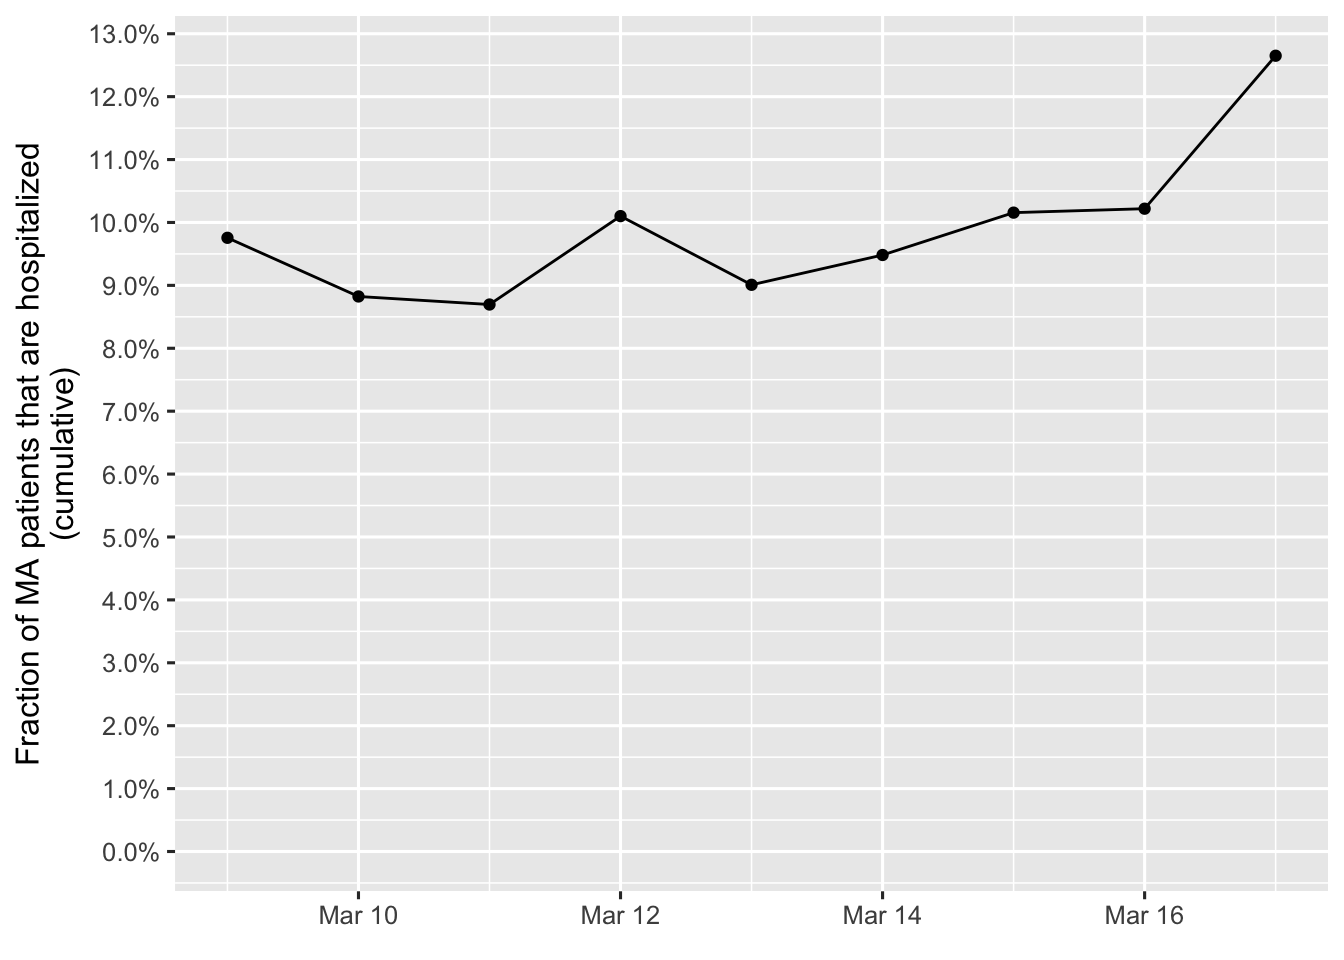 Fraction of MA patients that are hospitalized
(cumulative)
13.0%
12.0%
11.0%
10.0%
9.0%
8.0%
7.0%
6.0%
5.0%
4.0%
3.0%
2.0%
1.0%
0.0%
Mar 10
Mar 12
Mar 14
Mar 16